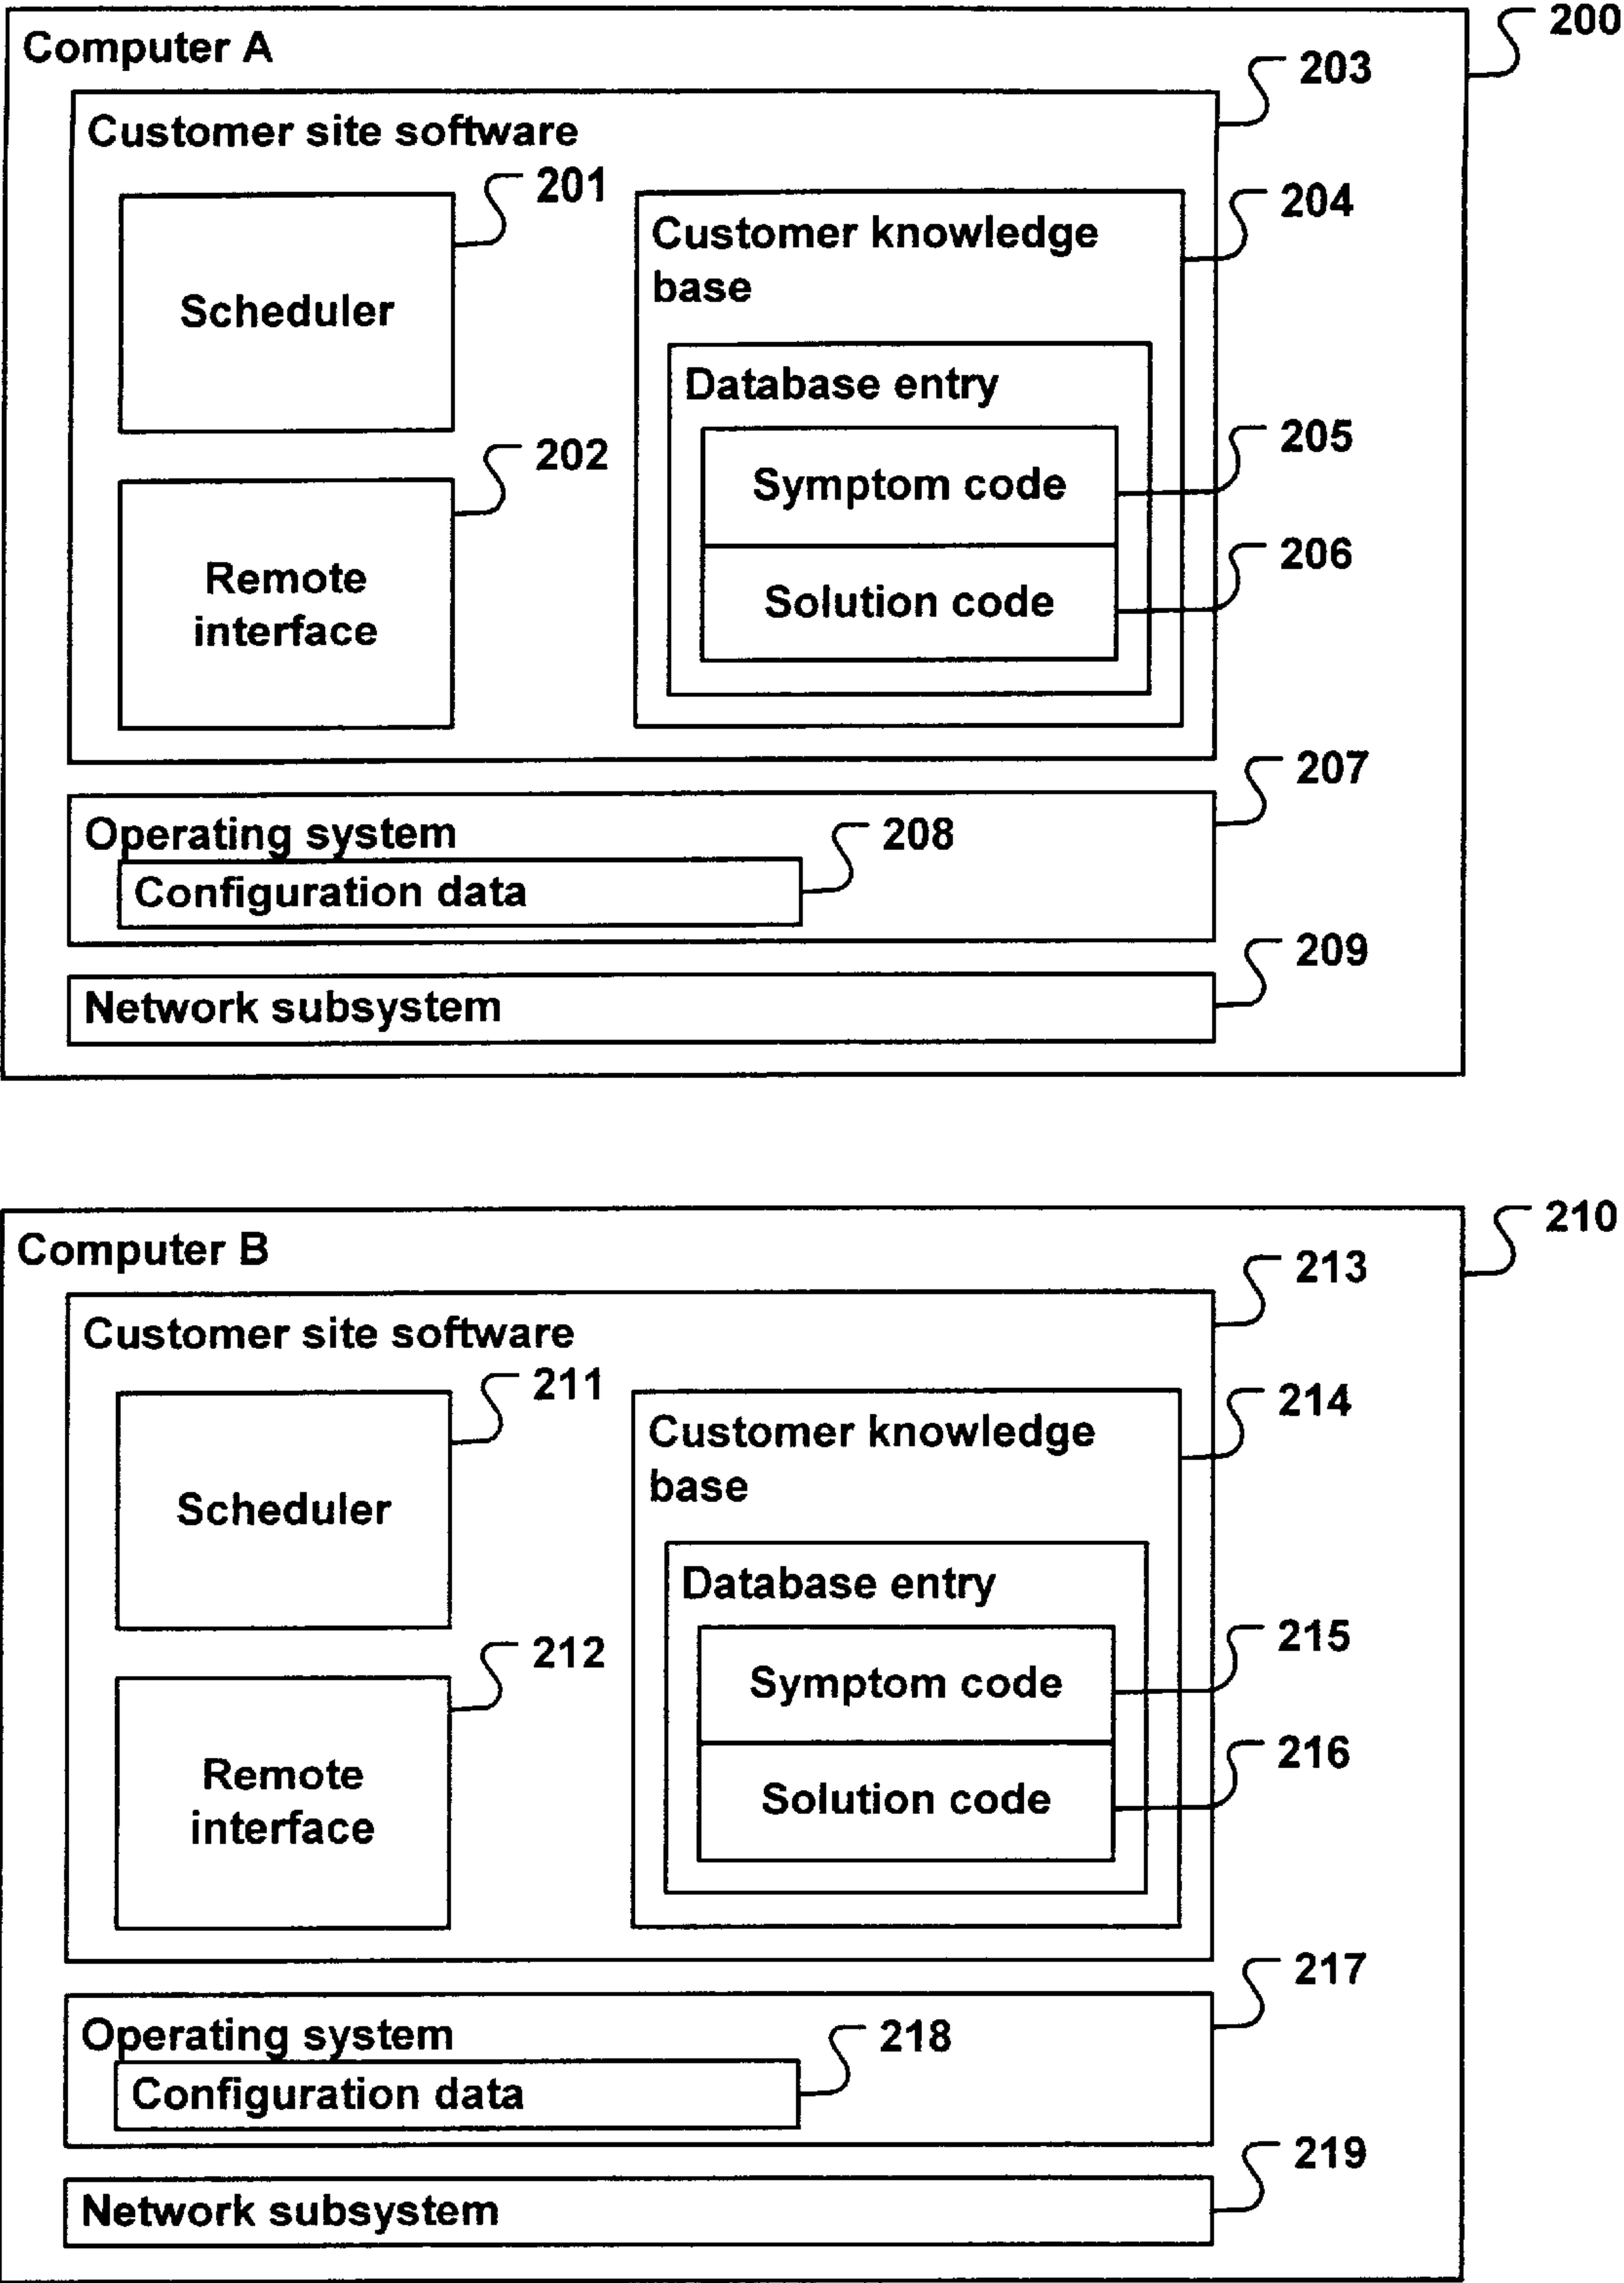 Computer A
200
203
Customer site software
201
204
Customer knowledge
base
Scheduler
Database entry
202
205
Symptom code
206
Remote
interface
Solution code
207
Operating system
208
Configuration data
209
Network subsystem
210
Computer B
213
Customer site software
211
214
Customer knowledge
base
Scheduler
Database entry
212
215
Symptom code
216
Remote
interface
Solution code
217
Operating system
218
Configuration data
219
Network subsystem